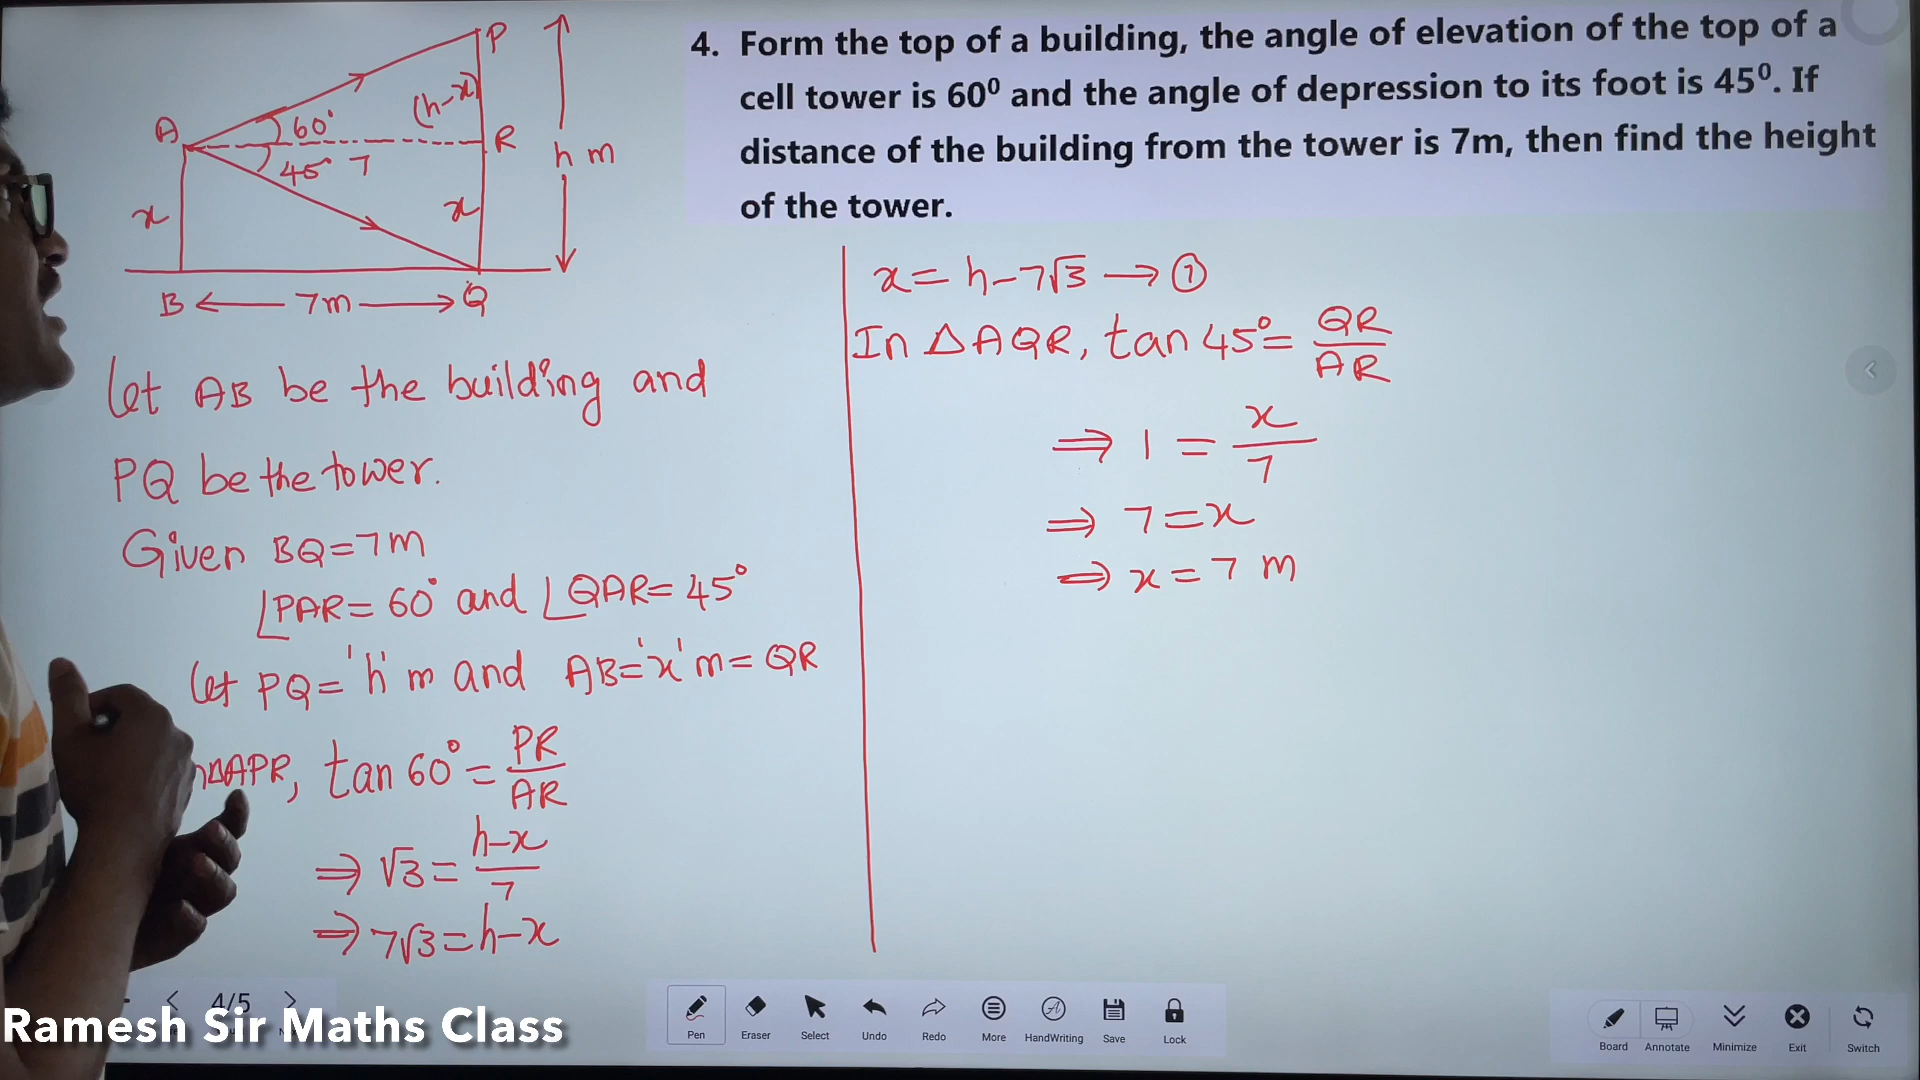 4. Form the top of a building, the angle of elevation of the top of a
cell tower is 60⁰ and the angle of depression to its foot is 45⁰. If
distance of the building from the tower is 7m, then find the height
of the tower.
P
(h-x)
A
60°
R
h m
45° 7
x
x
B ← 7m → Q
Let AB be the building and
PQ be the tower.
Given BQ=7m
∠PAR= 60° and ∠QAR= 45°
Let PQ= 'h' m and AB='x' m= QR
ΔAPR, tan 60° = PR/AR
⇒ √3 = h-x/7
⇒ 7√3 = h-x
x = h-7√3 → ①
In ΔAQR, tan 45° = QR/AR
⇒ 1 = x/7
⇒ 7 = x
⇒ x = 7 m
< 4/5 >
Ramesh Sir Maths Class
Pen Eraser Select Undo Redo More HandWriting Save Lock
Board Annotate Minimize Exit Switch